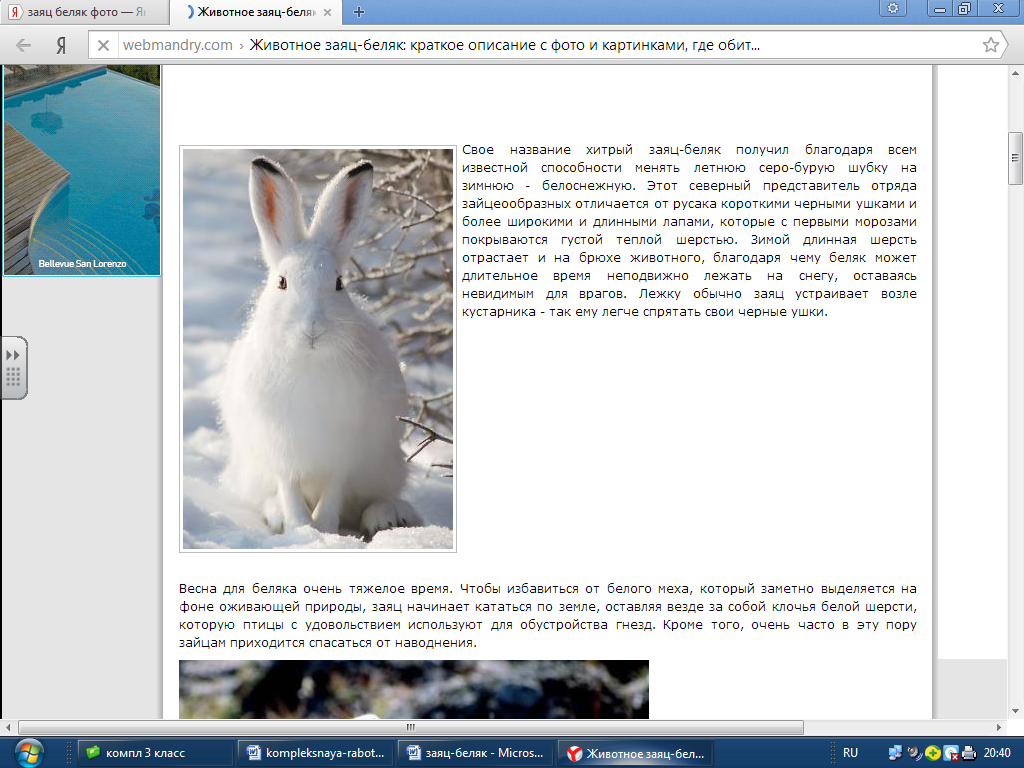 заяц беляк фото — Я
Животное заяц-беляк
webmandry.com › Животное заяц-беляк: краткое описание с фото и картинками, где обит...
Bellevue San Lorenzo
Свое название хитрый заяц-беляк получил благодаря всем
известной способности менять летнюю серо-бурую шубку на
зимнюю - белоснежную. Этот северный представитель отряда
зайцеообразных отличается от русака короткими черными ушками и
более широкими и длинными лапами, которые с первыми морозами
покрываются густой теплой шерстью. Зимой длинная шерсть
отрастает и на брюхе животного, благодаря чему беляк может
длительное время неподвижно лежать на снегу, оставаясь
невидимым для врагов. Лежку обычно заяц устраивает возле
кустарника - так ему легче спрятать свои черные ушки.
Весна для беляка очень тяжелое время. Чтобы избавиться от белого меха, который заметно выделяется на
фоне оживающей природы, заяц начинает кататься по земле, оставляя везде за собой клочья белой шерсти,
которую птицы с удовольствием используют для обустройства гнезд. Кроме того, очень часто в эту пору
зайцам приходится спасаться от наводнения.
компл 3 класс
kompleksnaya-rabot...
заяц-беляк - Micros...
Животное заяц-бел...
RU
20:40